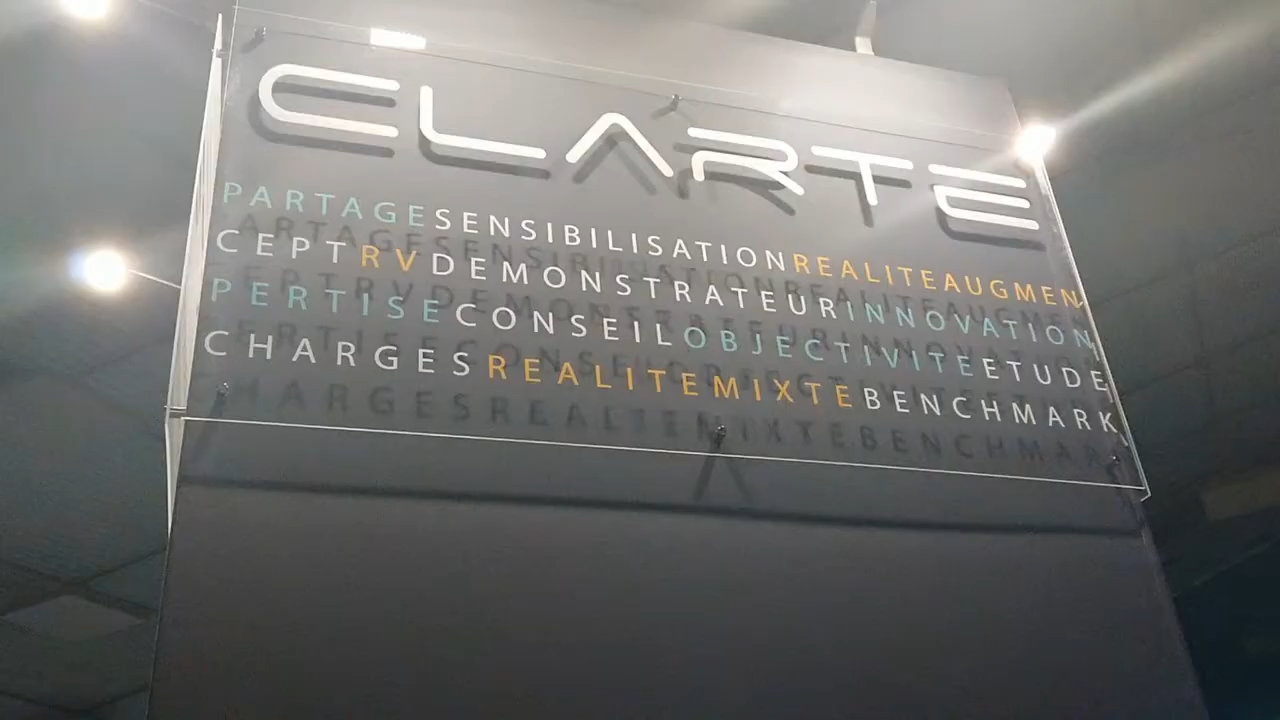 CLARTE
PARTAGESENSIBILISATIONREALITEAUGMEN
CEPTRVDEMONSTRATEURINNOVATION
PERTISECONSEILOBJECTIVITEETUDE
CHARGESREALITEMIXTEBENCHMARK